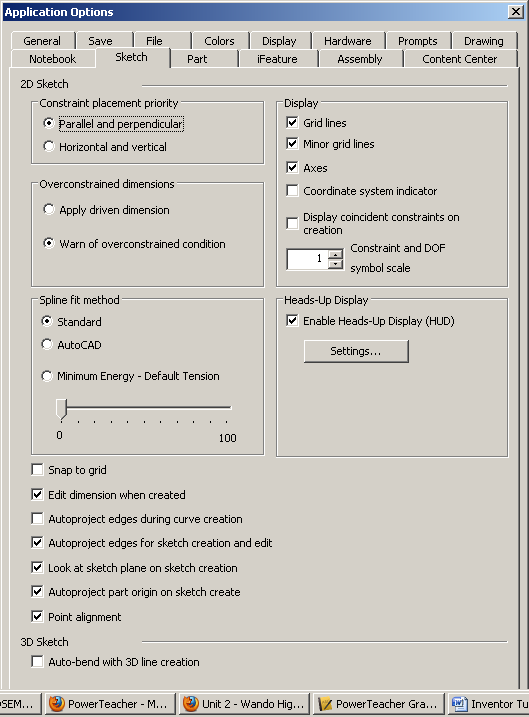 Application Options
General Save File Colors Display Hardware Prompts Drawing
Notebook Sketch Part iFeature Assembly Content Center
2D Sketch
Constraint placement priority
Parallel and perpendicular
Horizontal and vertical
Overconstrained dimensions
Apply driven dimension
Warn of overconstrained condition
Spline fit method
Standard
AutoCAD
Minimum Energy - Default Tension
0 100
Display
Grid lines
Minor grid lines
Axes
Coordinate system indicator
Display coincident constraints on
creation
1 Constraint and DOF
symbol scale
Heads-Up Display
Enable Heads-Up Display (HUD)
Settings...
Snap to grid
Edit dimension when created
Autoproject edges during curve creation
Autoproject edges for sketch creation and edit
Look at sketch plane on sketch creation
Autoproject part origin on sketch create
Point alignment
3D Sketch
Auto-bend with 3D line creation
OSEM... PowerTeacher - M... Unit 2 - Wando Hig... PowerTeacher Gra... Inventor Tu